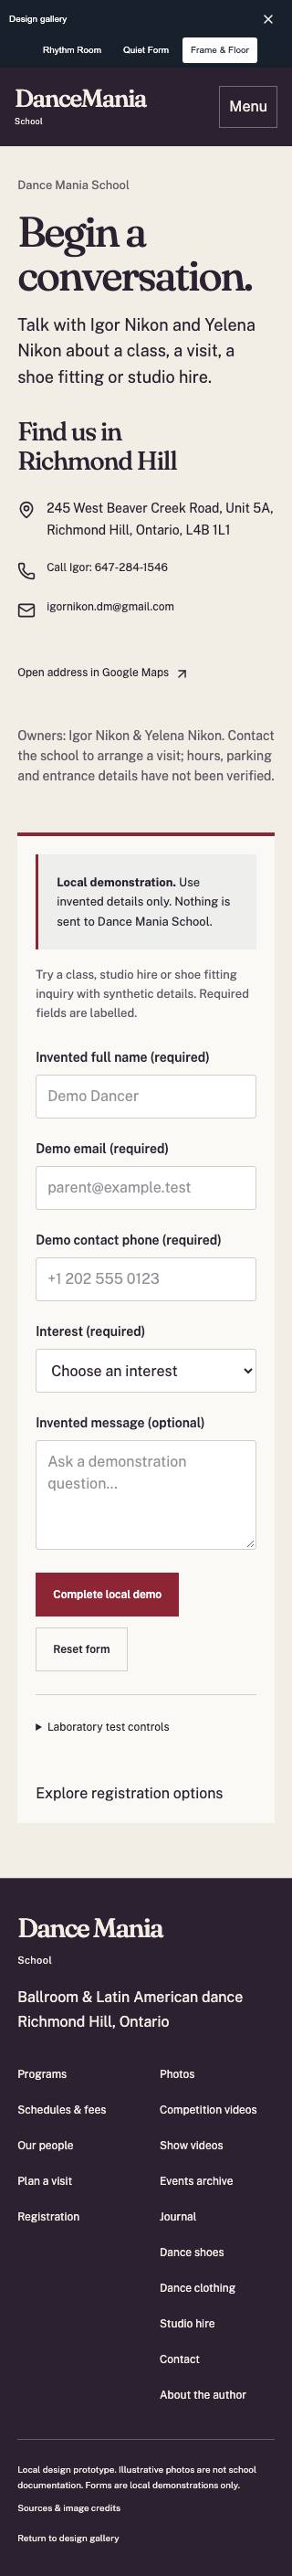 Design gallery
Rhythm Room Quiet Form Frame & Floor
DanceMania
School
Menu
Dance Mania School
Begin a
conversation.
Talk with Igor Nikon and Yelena
Nikon about a class, a visit, a
shoe fitting or studio hire.
Find us in
Richmond Hill
245 West Beaver Creek Road, Unit 5A,
Richmond Hill, Ontario, L4B 1L1
Call Igor: 647-284-1546
igornikon.dm@gmail.com
Open address in Google Maps
Owners: Igor Nikon & Yelena Nikon. Contact
the school to arrange a visit; hours, parking
and entrance details have not been verified.
Local demonstration. Use
invented details only. Nothing is
sent to Dance Mania School.
Try a class, studio hire or shoe fitting
inquiry with synthetic details. Required
fields are labelled.
Invented full name (required)
Demo Dancer
Demo email (required)
parent@example.test
Demo contact phone (required)
+1 202 555 0123
Interest (required)
Choose an interest
Invented message (optional)
Ask a demonstration
question...
Complete local demo
Reset form
Laboratory test controls
Explore registration options
Dance Mania
School
Ballroom & Latin American dance
Richmond Hill, Ontario
Programs
Schedules & fees
Our people
Plan a visit
Registration
Photos
Competition videos
Show videos
Events archive
Journal
Dance shoes
Dance clothing
Studio hire
Contact
About the author
Local design prototype. Illustrative photos are not school
documentation. Forms are local demonstrations only.
Sources & image credits
Return to design gallery